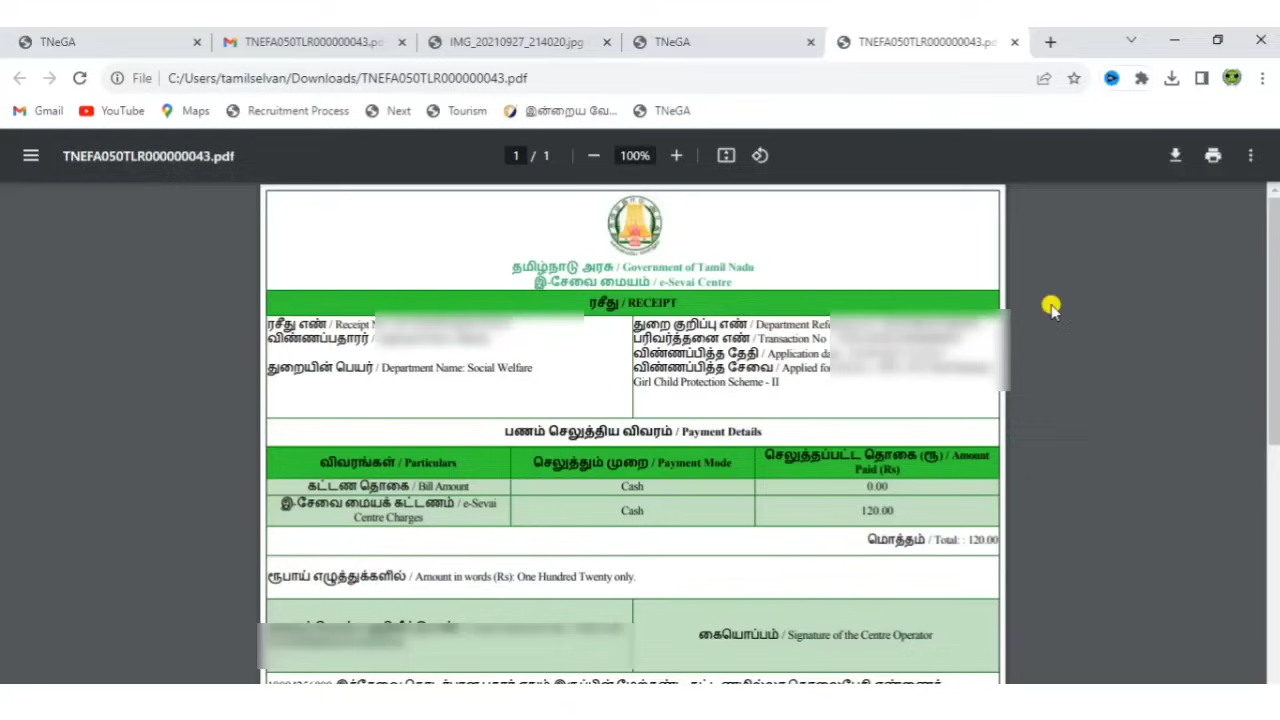 TNeGA
TNEFA050TLR000000043.pd
IMG_20210927_214020.jpg
TNeGA
TNEFA050TLR000000043.pd
File C:/Users/tamilselvan/Downloads/TNEFA050TLR000000043.pdf
Gmail YouTube Maps Recruitment Process Next Tourism இன்றைய வே... TNeGA
TNEFA050TLR000000043.pdf 1 / 1 100%
தமிழ்நாடு அரசு / Government of Tamil Nadu
இ-சேவை மையம் / e-Sevai Centre
ரசீது / RECEIPT
ரசீது எண் / Receipt
விண்ணப்பதாரர் /
துறையின் பெயர் / Department Name: Social Welfare
துறை குறிப்பு எண் / Department
பரிவர்த்தனை எண் / Transaction No
விண்ணப்பித்த தேதி / Application
விண்ணப்பித்த சேவை / Applied
Girl Child Protection Scheme - II
பணம் செலுத்திய விவரம் / Payment Details
விவரங்கள் / Particulars செலுத்தும் முறை / Payment Mode செலுத்தப்பட்ட தொகை (ரூ) / Amount
Paid (Rs)
கட்டண தொகை / Bill Amount Cash 0.00
இ-சேவை மையக் கட்டணம் / e-Sevai
Centre Charges Cash 120.00
மொத்தம் / Total: : 120.00
ரூபாய் எழுத்துக்களில் / Amount in words (Rs): One Hundred Twenty only.
கையொப்பம் / Signature of the Centre Operator